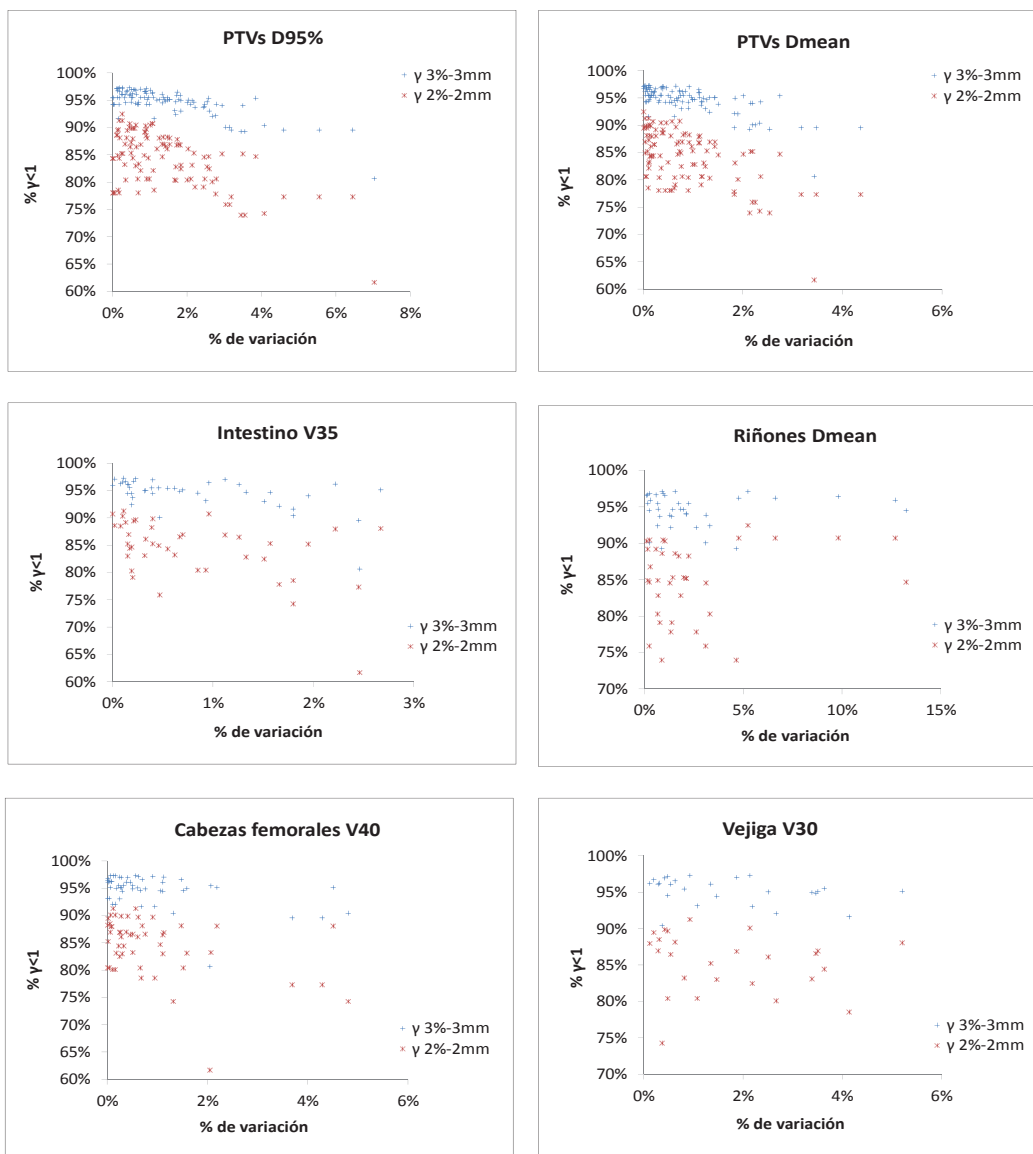 PTVs D95%
γ 3%-3mm
γ 2%-2mm
100%
95%
90%
85%
80%
75%
70%
65%
60%
% γ<1
0%
2%
4%
6%
8%
% de variación
PTVs Dmean
γ 3%-3mm
γ 2%-2mm
100%
95%
90%
85%
80%
75%
70%
65%
60%
% γ<1
0%
2%
4%
6%
% de variación
Intestino V35
100%
95%
90%
85%
80%
75%
70%
65%
60%
% γ<1
γ 3%-3mm
γ 2%-2mm
0%
1%
2%
3%
% de variación
Riñones Dmean
100%
95%
90%
85%
80%
75%
70%
% γ<1
γ 3%-3mm
γ 2%-2mm
0%
5%
10%
15%
% de variación
Cabezas femorales V40
100%
95%
90%
85%
80%
75%
70%
65%
60%
% γ<1
γ 3%-3mm
γ 2%-2mm
0%
2%
4%
6%
% de variación
Vejiga V30
100%
95%
90%
85%
80%
75%
70%
% γ<1
γ 3%-3mm
γ 2%-2mm
0%
2%
4%
6%
% de variación